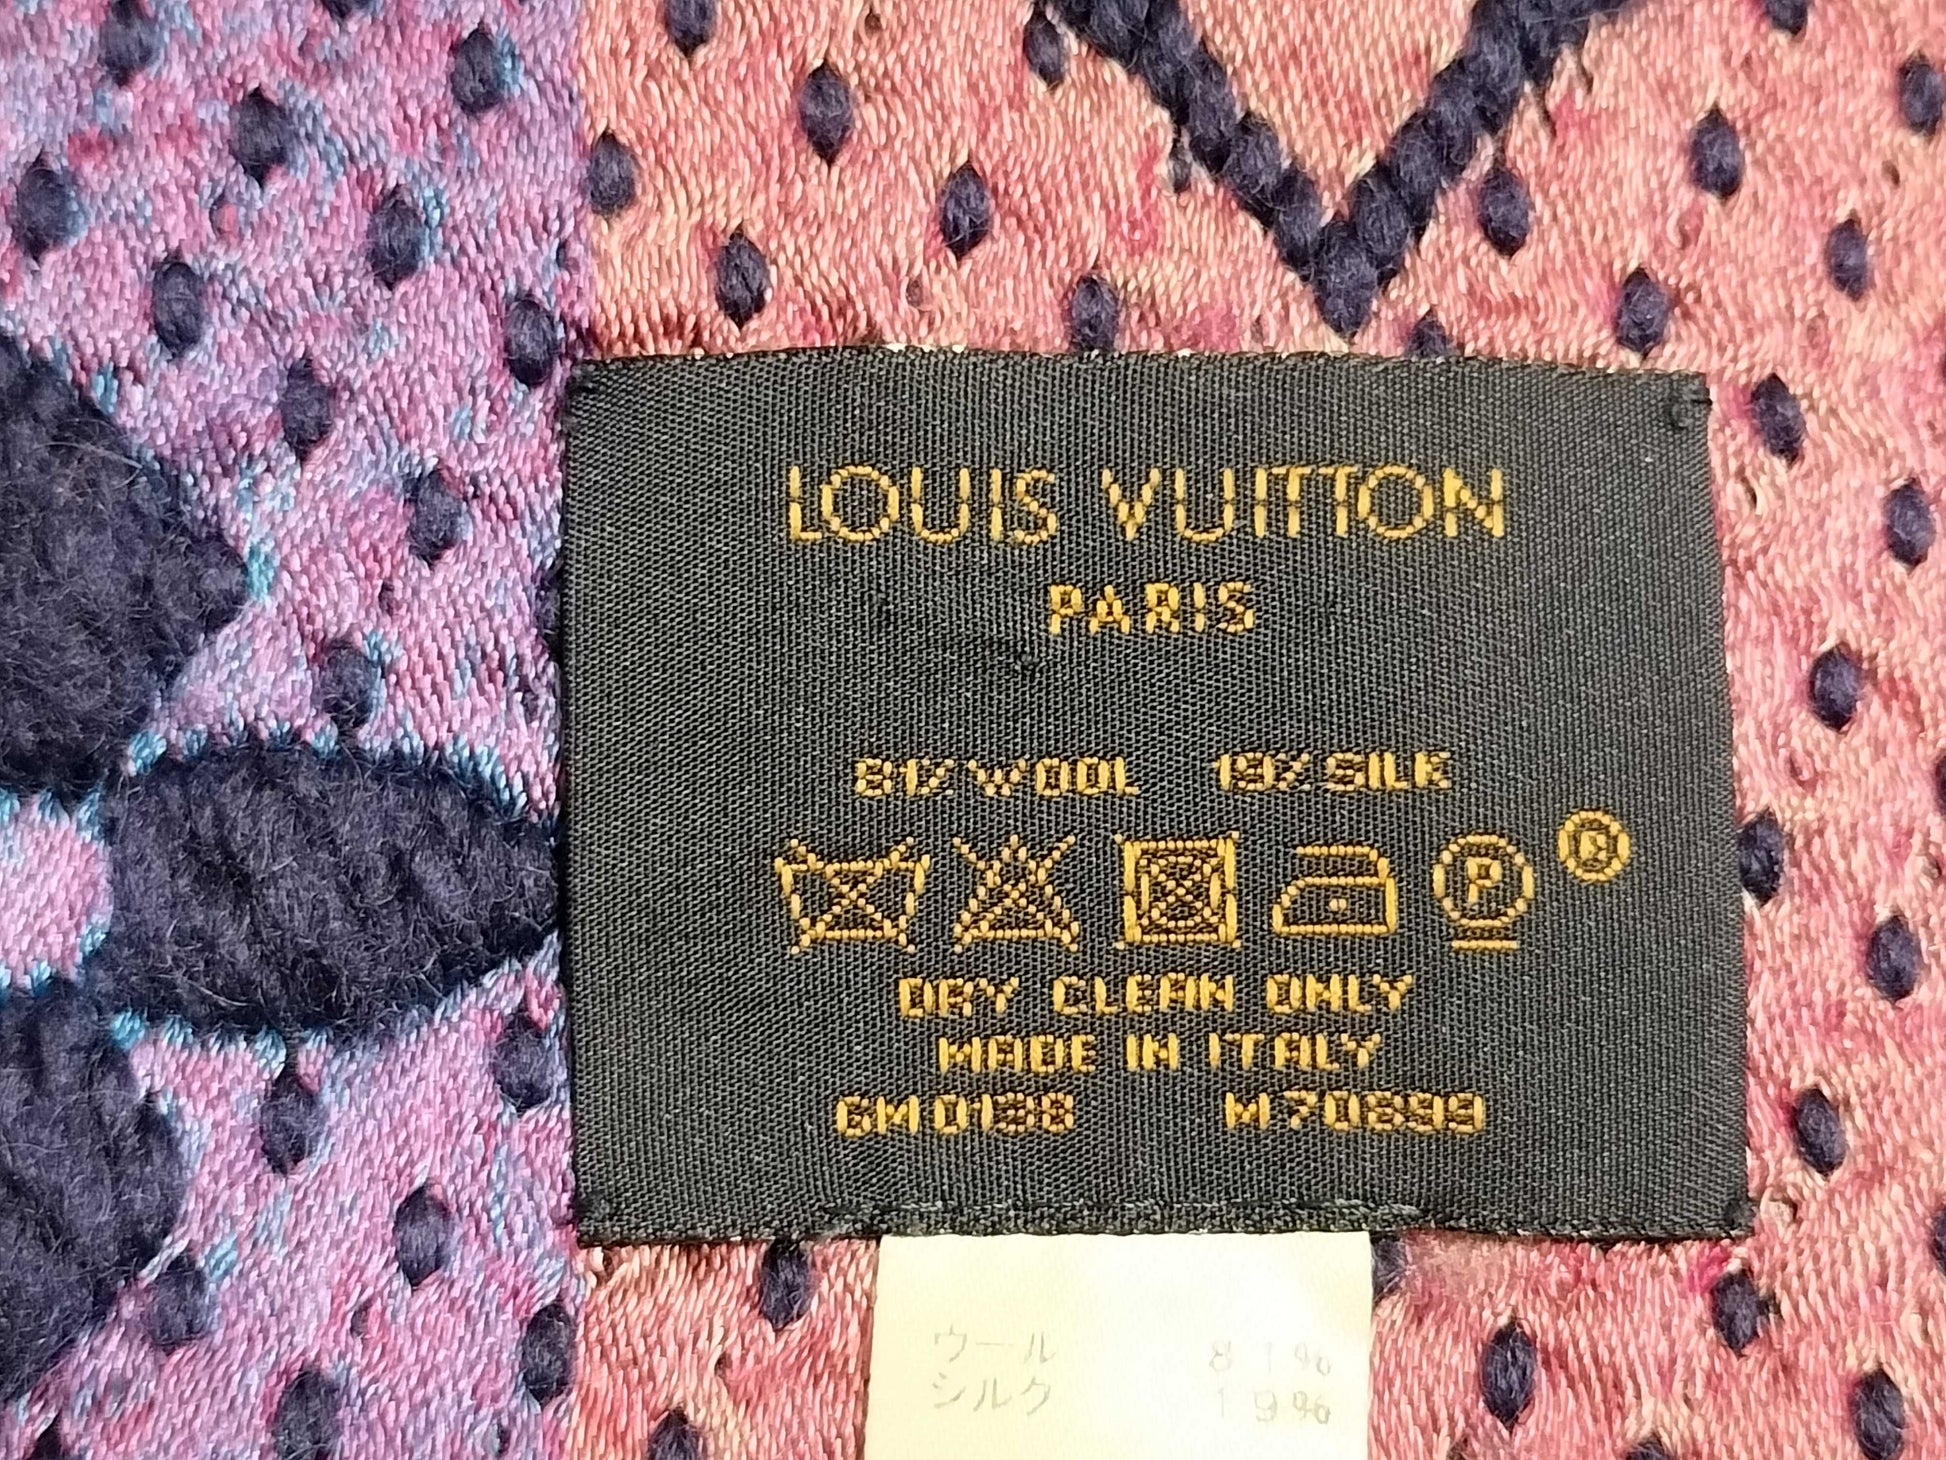 LOUIS VUITTON
PARIS
81% WOOL 19% SILK
P R
DRY CLEAN ONLY
MADE IN ITALY
GM0138 M70899
ウール 81%
シルク 19%